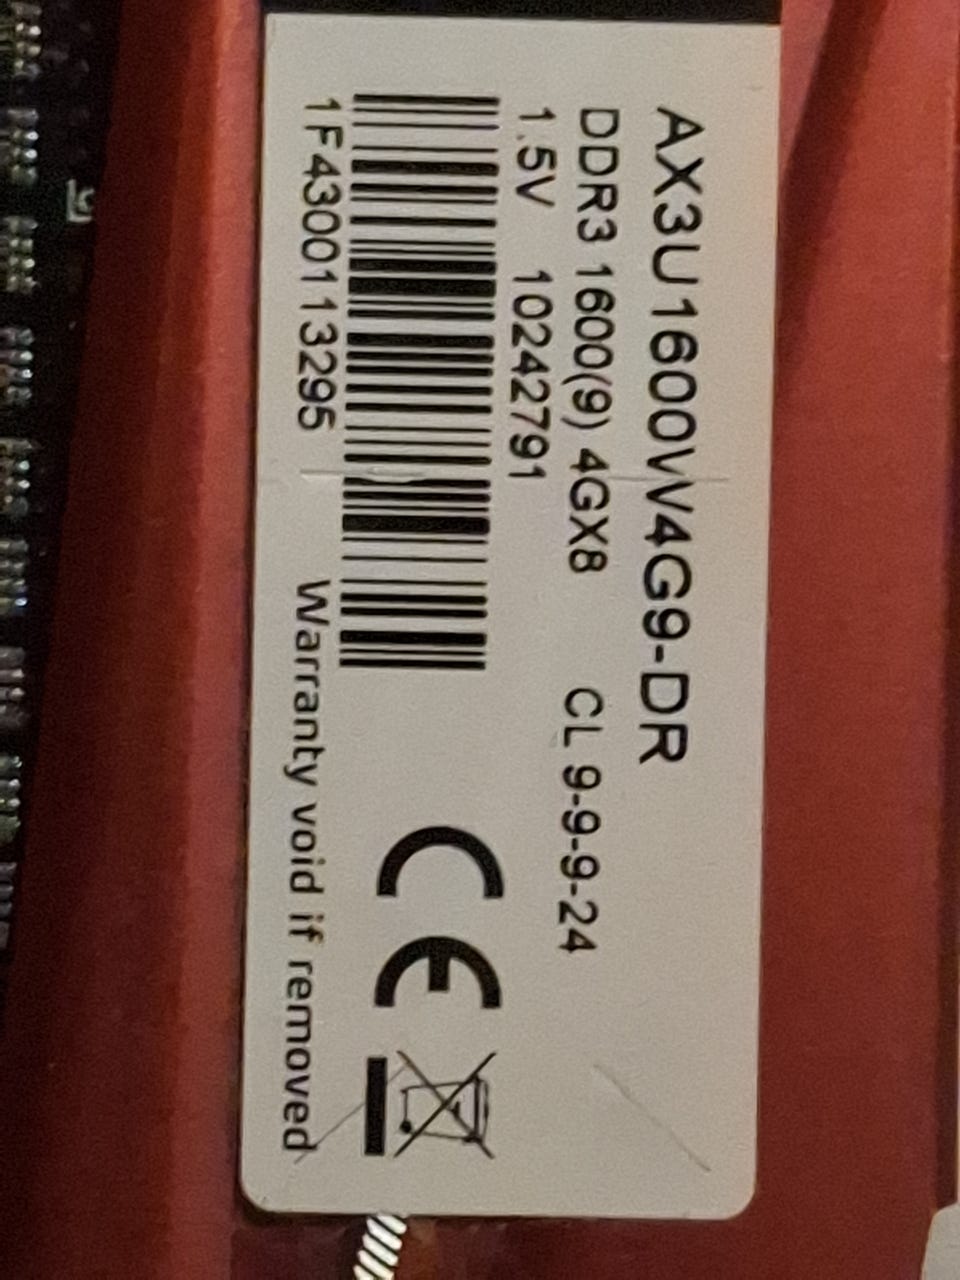 AX3U1600W4G9-DR
DDR3 1600(9) 4GX8 CL 9-9-9-24
1.5V 10242791
1F4300113295 Warranty void if removed
CE